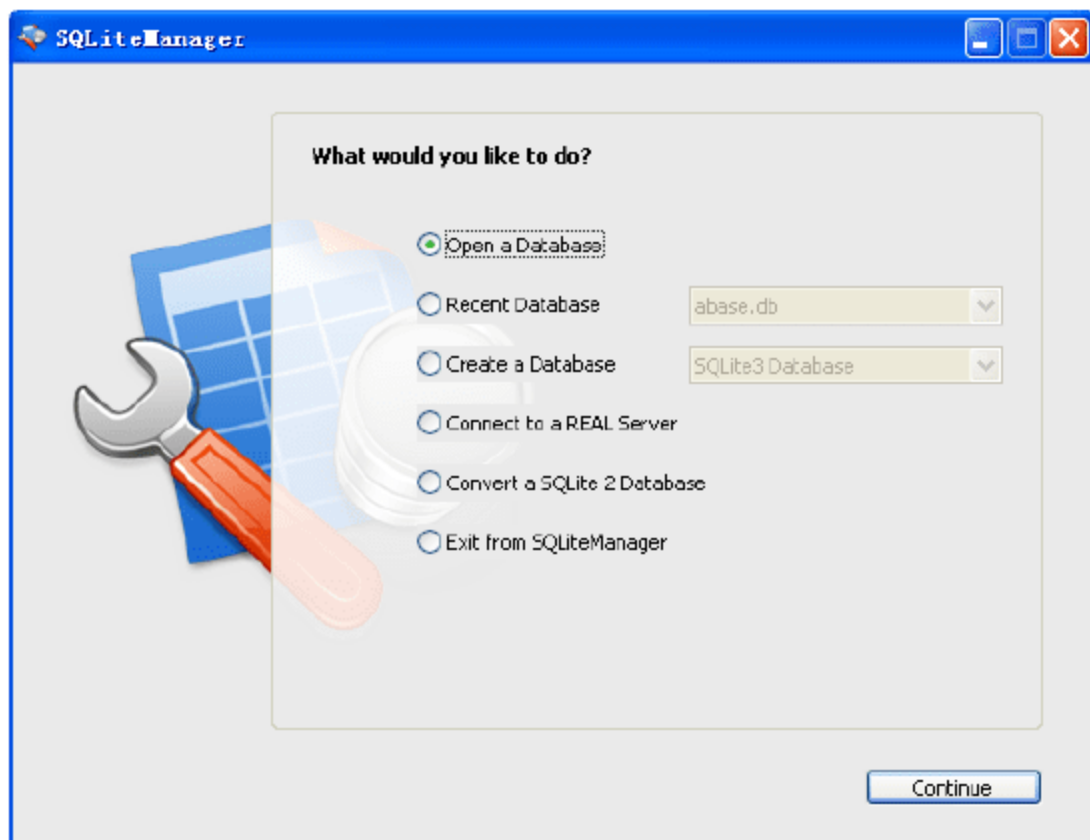 SQLiteManager
What would you like to do?
Open a Database
Recent Database abase.db
Create a Database SQLite3 Database
Connect to a REAL Server
Convert a SQLite 2 Database
Exit from SQLiteManager
Continue